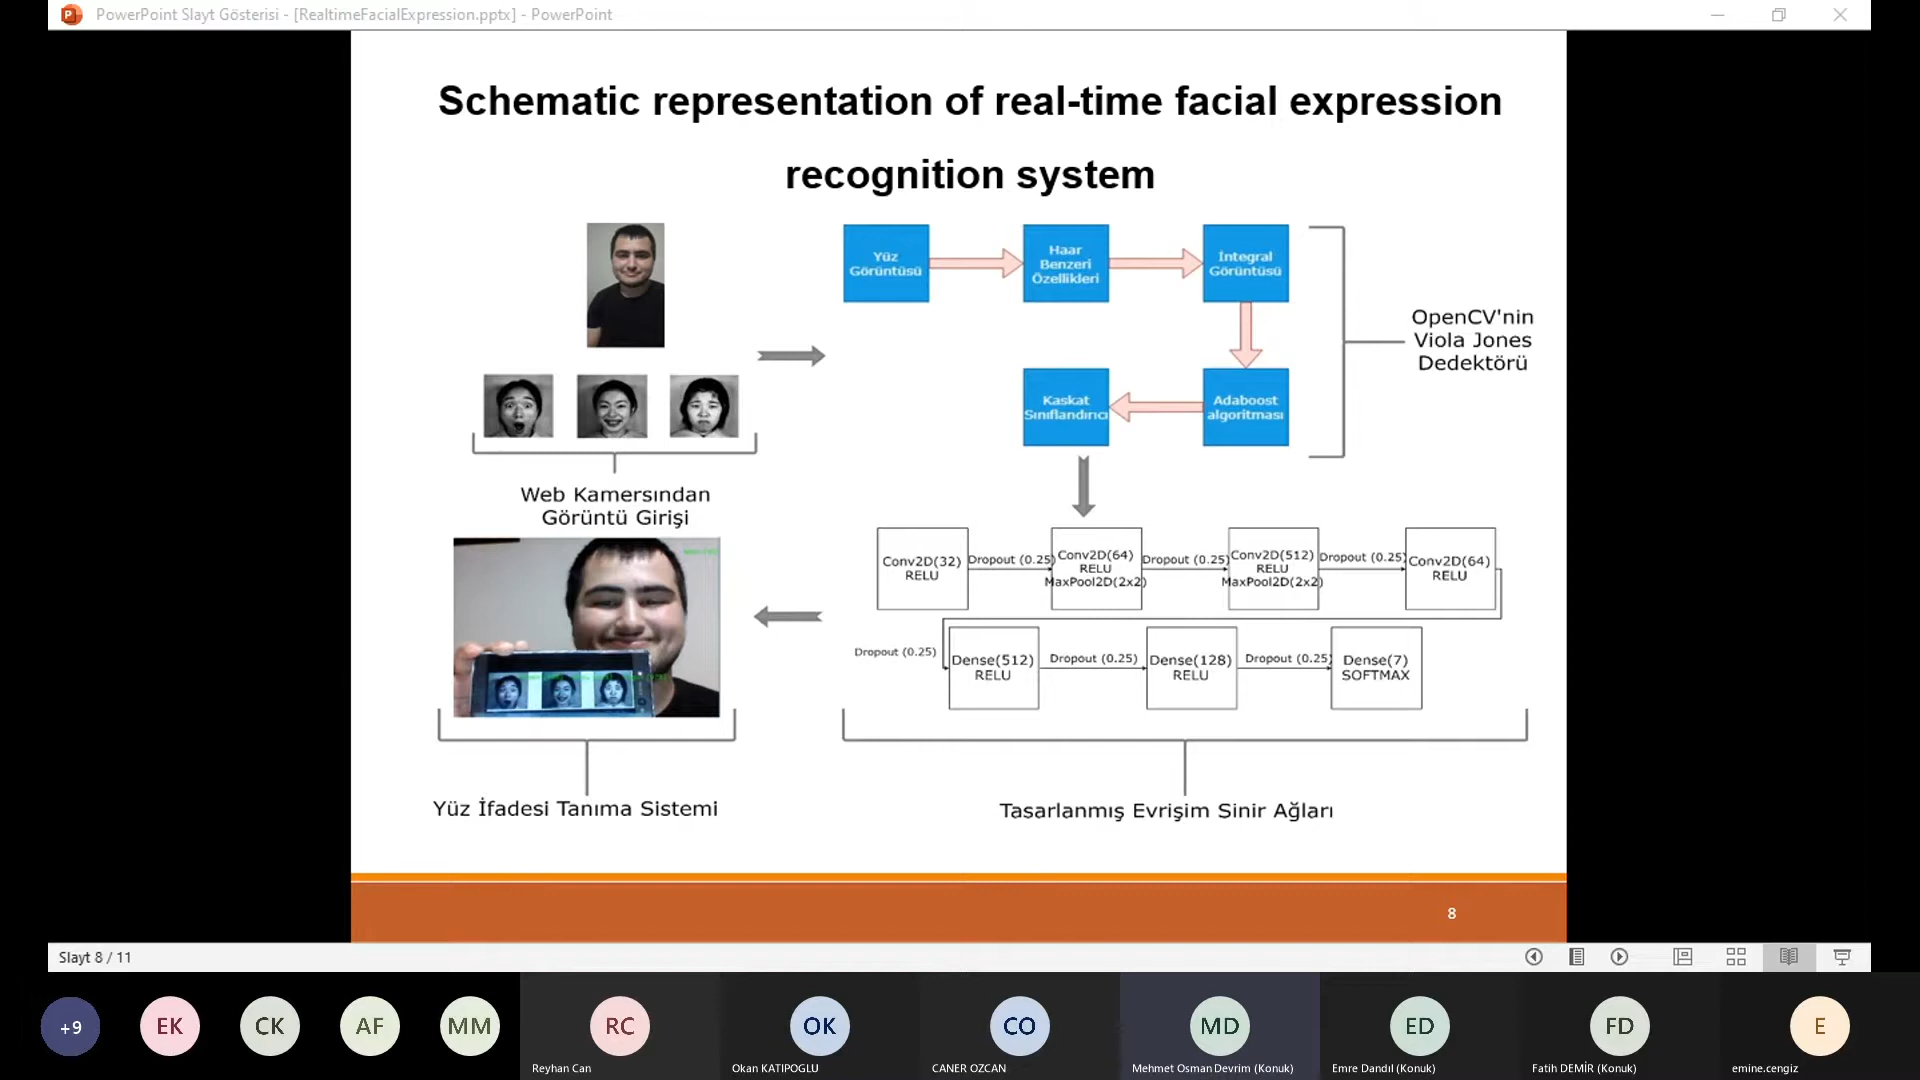 PowerPoint Slayt Gösterisi - [RealtimeFacialExpression.pptx] - PowerPoint
Schematic representation of real-time facial expression
recognition system
Yüz
Görüntüsü
Haar
Benzeri
Özellikleri
İntegral
Görüntüsü
Kaskat
Sınıflandırıcı
Adaboost
algoritması
OpenCV'nin
Viola Jones
Dedektörü
Web Kamersından
Görüntü Girişi
Conv2D(32)
RELU
Dropout (0.25)
Conv2D(64)
RELU
MaxPool2D(2x2)
Dropout (0.25)
Conv2D(512)
RELU
MaxPool2D(2x2)
Dropout (0.25)
Conv2D(64)
RELU
Dropout (0.25)
Dense(512)
RELU
Dropout (0.25)
Dense(128)
RELU
Dropout (0.25)
Dense(7)
SOFTMAX
Yüz İfadesi Tanıma Sistemi
Tasarlanmış Evrişim Sinir Ağları
8
Slayt 8 / 11
+9
EK
CK
AF
MM
RC
Reyhan Can
OK
Okan KATIPOGLU
CO
CANER OZCAN
MD
Mehmet Osman Devrim (Konuk)
ED
Emre Dandıl (Konuk)
FD
Fatih DEMİR (Konuk)
E
emine.cengiz